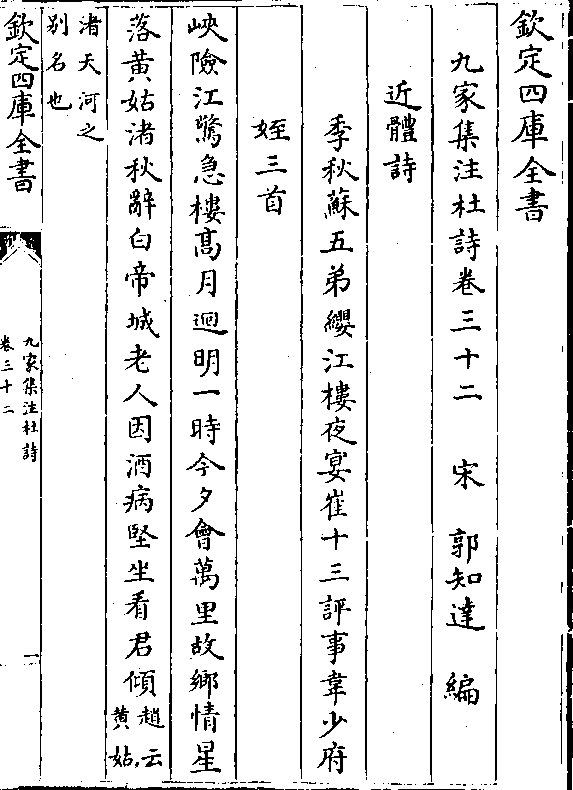 欽定四庫全書
九家集注杜詩卷三十二　宋　郭知達　編
近體詩
季秋蘇五弟纓江樓夜宴崔十三評事韋少府
姪三首
峽險江驚急樓髙月迥明一時今夕會萬里故鄉情星
落黄姑渚秋辭白帝城老人因酒病堅坐看君傾趙云
黄姑
渚天河之
别名也
欽定四庫全書
九家集注杜詩
卷三十二
一